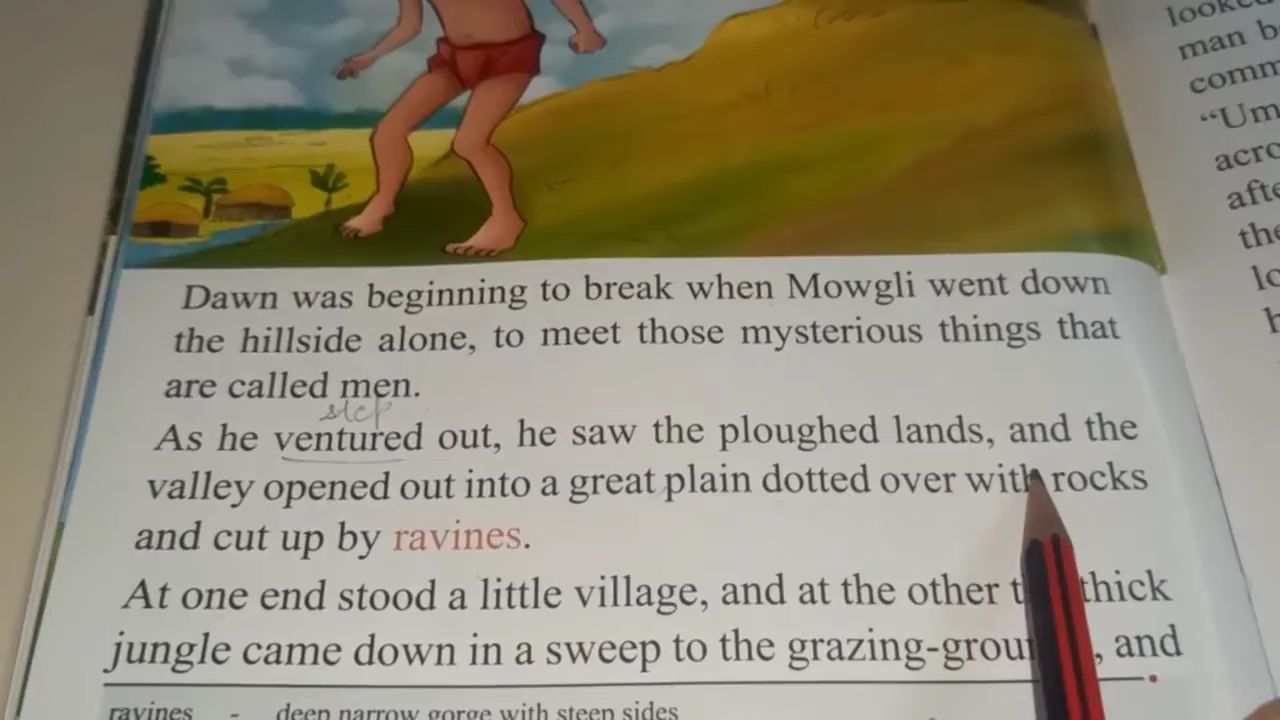 Dawn was beginning to break when Mowgli went down
the hillside alone, to meet those mysterious things that
are called men.
step
As he ventured out, he saw the ploughed lands, and the
valley opened out into a great plain dotted over with rocks
and cut up by ravines.
At one end stood a little village, and at the other thick
jungle came down in a sweep to the grazing-grou , and
ravines - deep narrow gorge with steep sides
looked
man b
comm
“Um
acro
afte
the
lo
h